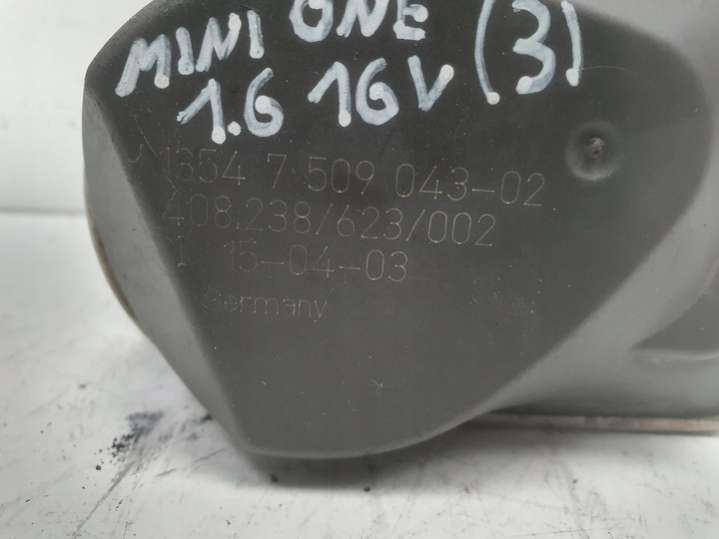 MINI ONE (3)
1.6 16V
1354 7 509 043-02
408.238/623/002
I 15-04-03
Germany